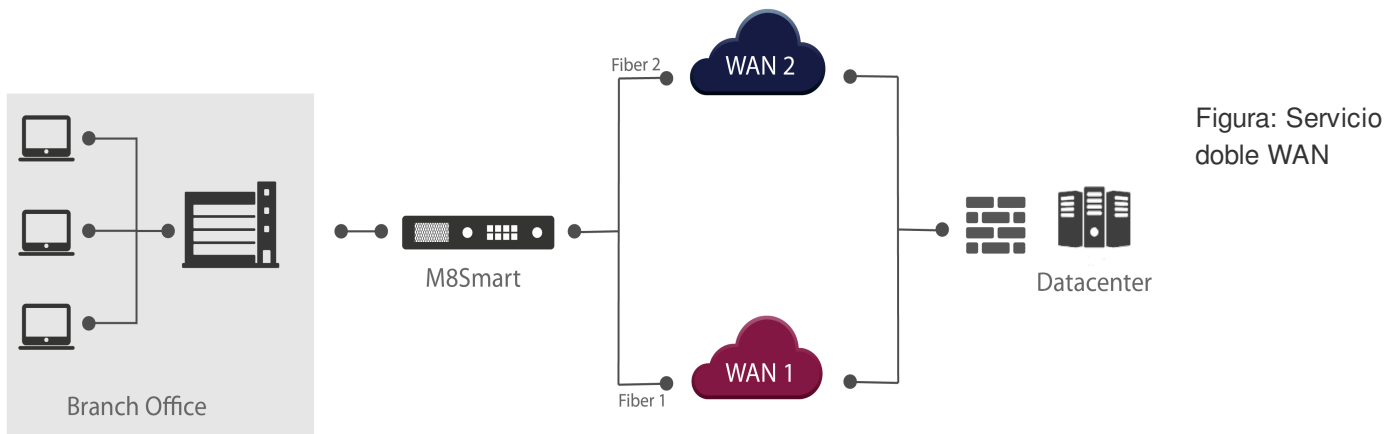 Fiber 2
WAN 2
Figura: Servicio
doble WAN
M8Smart
Datacenter
WAN 1
Fiber 1
Branch Office